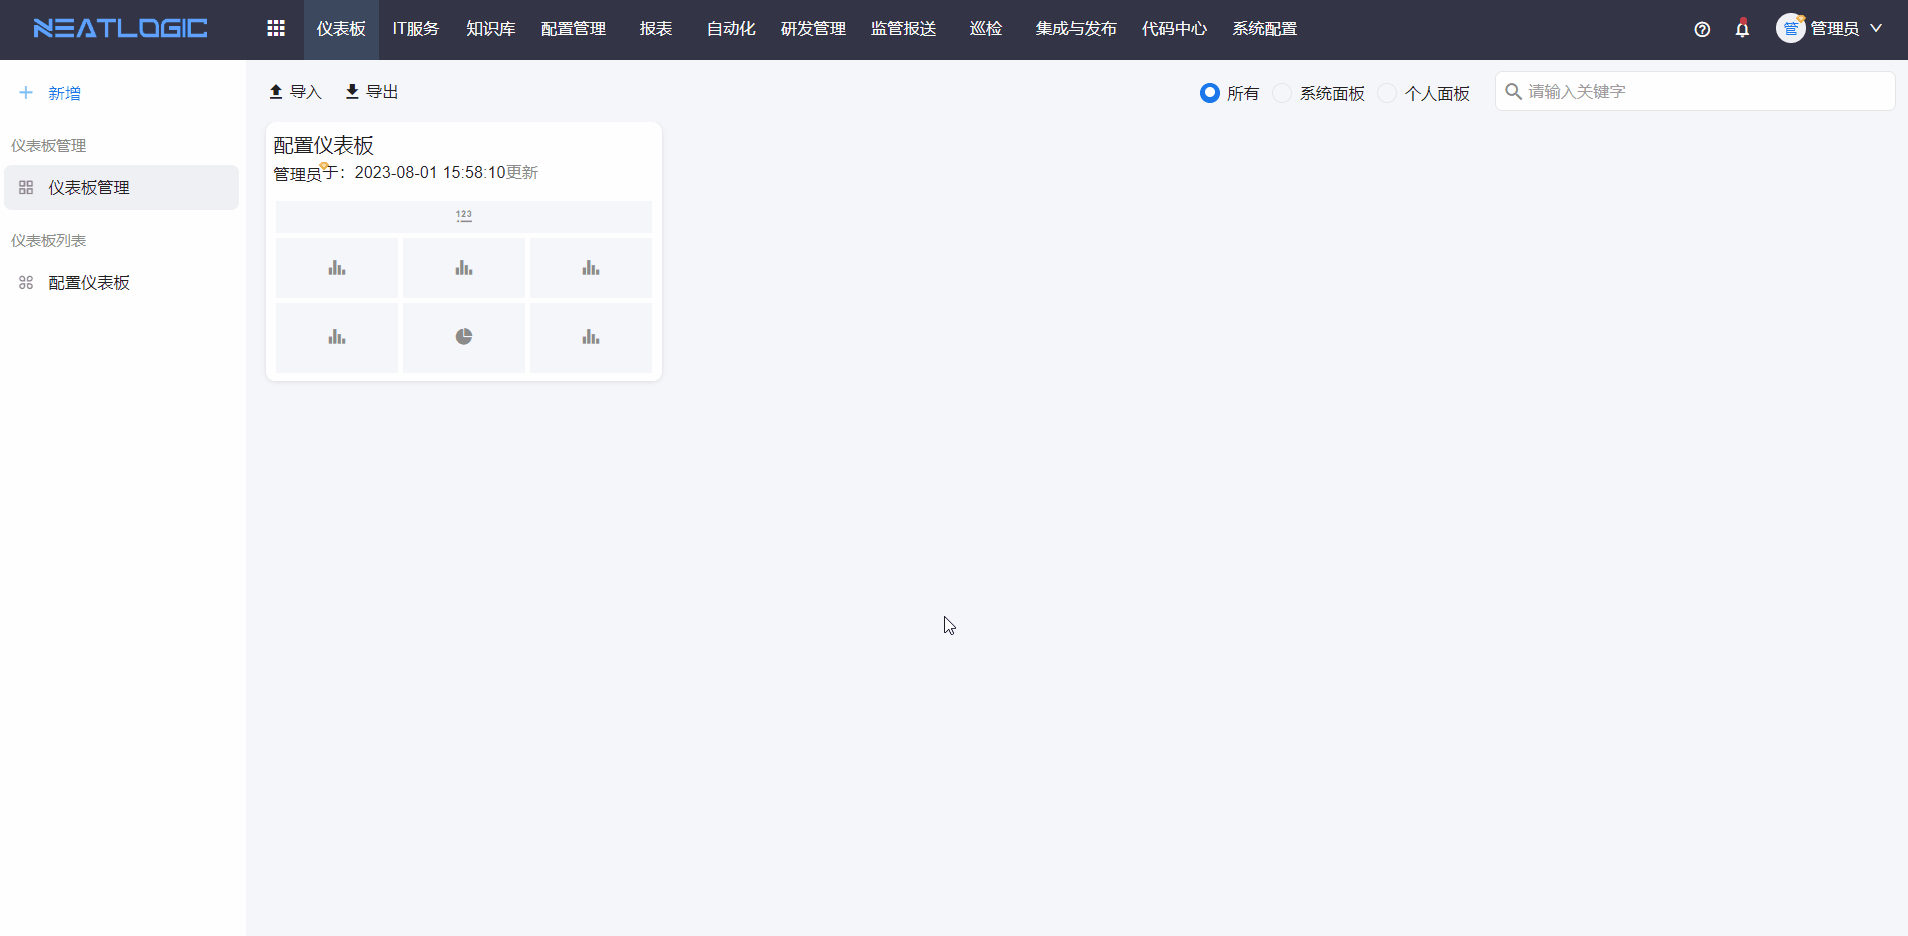 NEATLOGIC 仪表板 IT服务 知识库 配置管理 报表 自动化 研发管理 监管报送 巡检 集成与发布 代码中心 系统配置 管 管理员
新增
导入 导出 所有 系统面板 个人面板 请输入关键字
仪表板管理
仪表板管理
仪表板列表
配置仪表板
配置仪表板
管理员于：2023-08-01 15:58:10更新
123